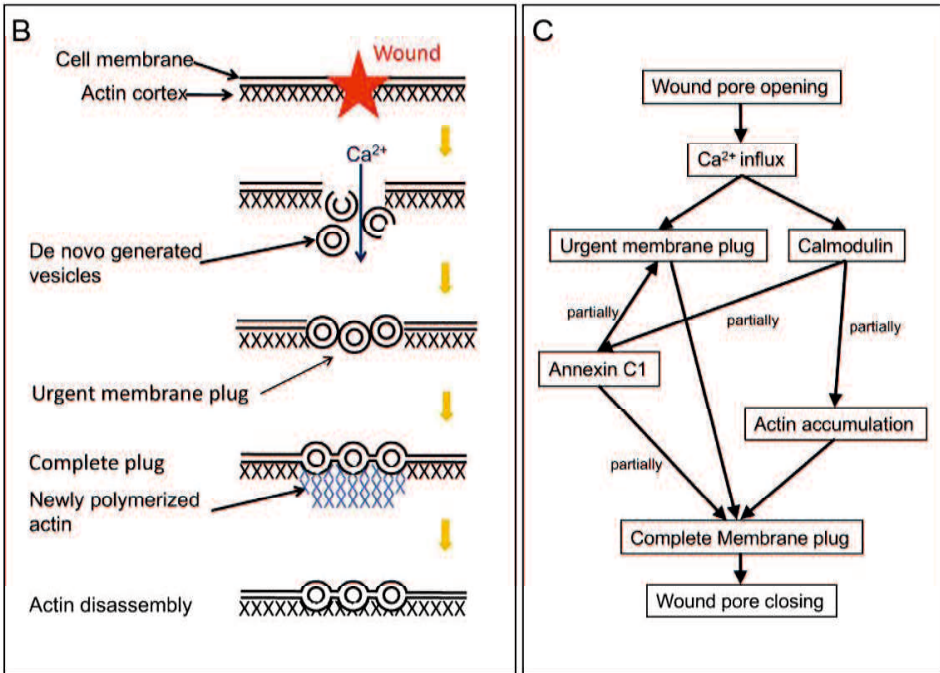 B
Wound
Cell membrane
Actin cortex
Ca²⁺
De novo generated
vesicles
Urgent membrane plug
Complete plug
Newly polymerized
actin
Actin disassembly
C
Wound pore opening
Ca²⁺ influx
Urgent membrane plug
Calmodulin
partially
partially
partially
Annexin C1
Actin accumulation
partially
Complete Membrane plug
Wound pore closing